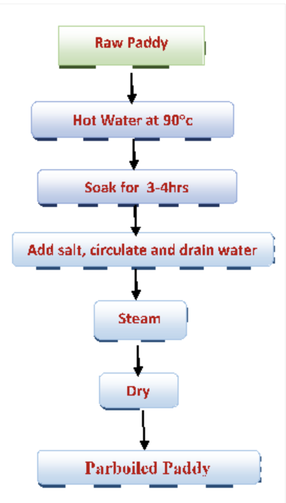 Raw Paddy
Hot Water at 90°c
Soak for 3-4hrs
Add salt, circulate and drain water
Steam
Dry
Parboiled Paddy